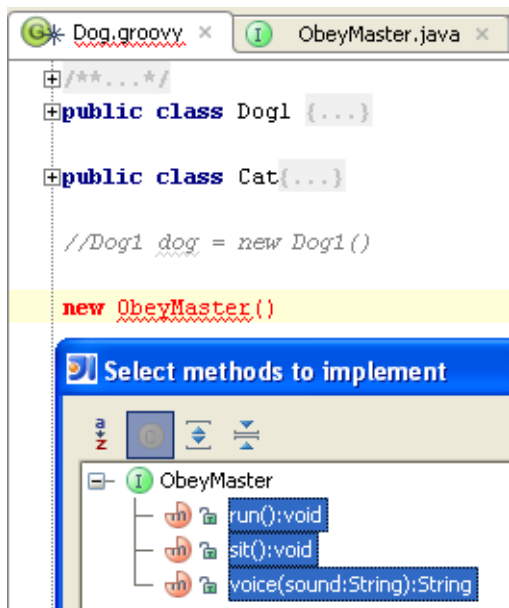 Dog.groovy × ObeyMaster.java ×
/**...*/
public class Dog1 {...}
public class Cat{...}
//Dog1 dog = new Dog1()
new ObeyMaster()
Select methods to implement
ObeyMaster
run():void
sit():void
voice(sound:String):String